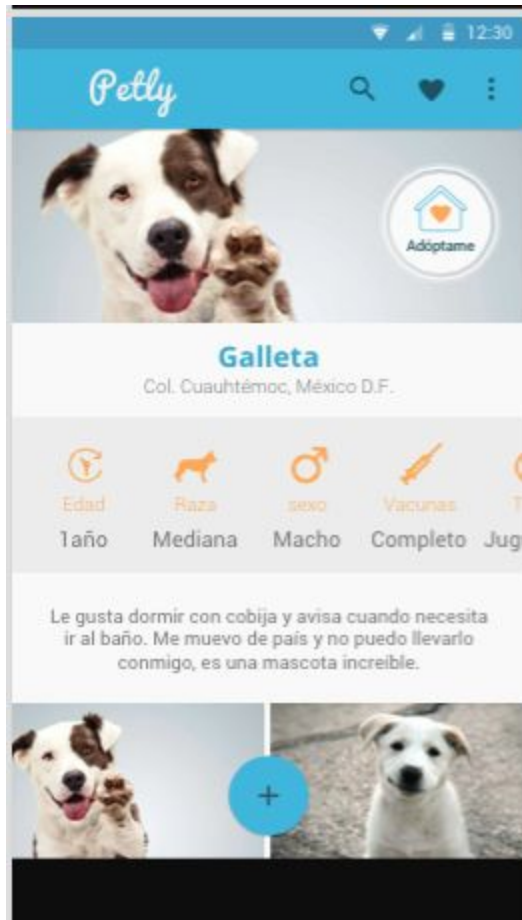 12:30
Petly
Adóptame
Galleta
Col. Cuauhtémoc, México D.F.
Edad
Raza
sexo
Vacunas
1año
Mediana
Macho
Completo
Le gusta dormir con cobija y avisa cuando necesita
ir al baño. Me muevo de país y no puedo llevarlo
conmigo, es una mascota increíble.
+